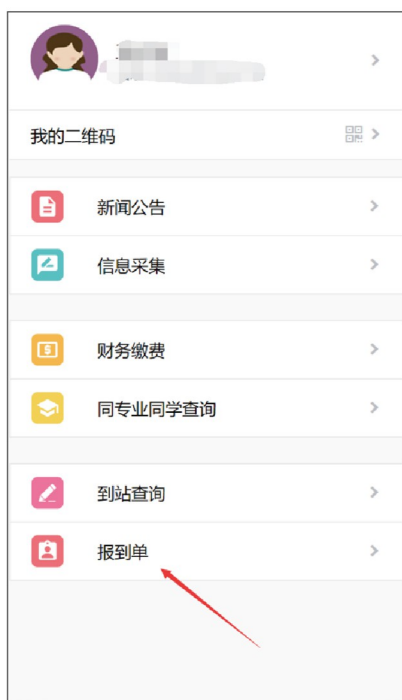 我的二维码
新闻公告
信息采集
财务缴费
同专业同学查询
到站查询
报到单